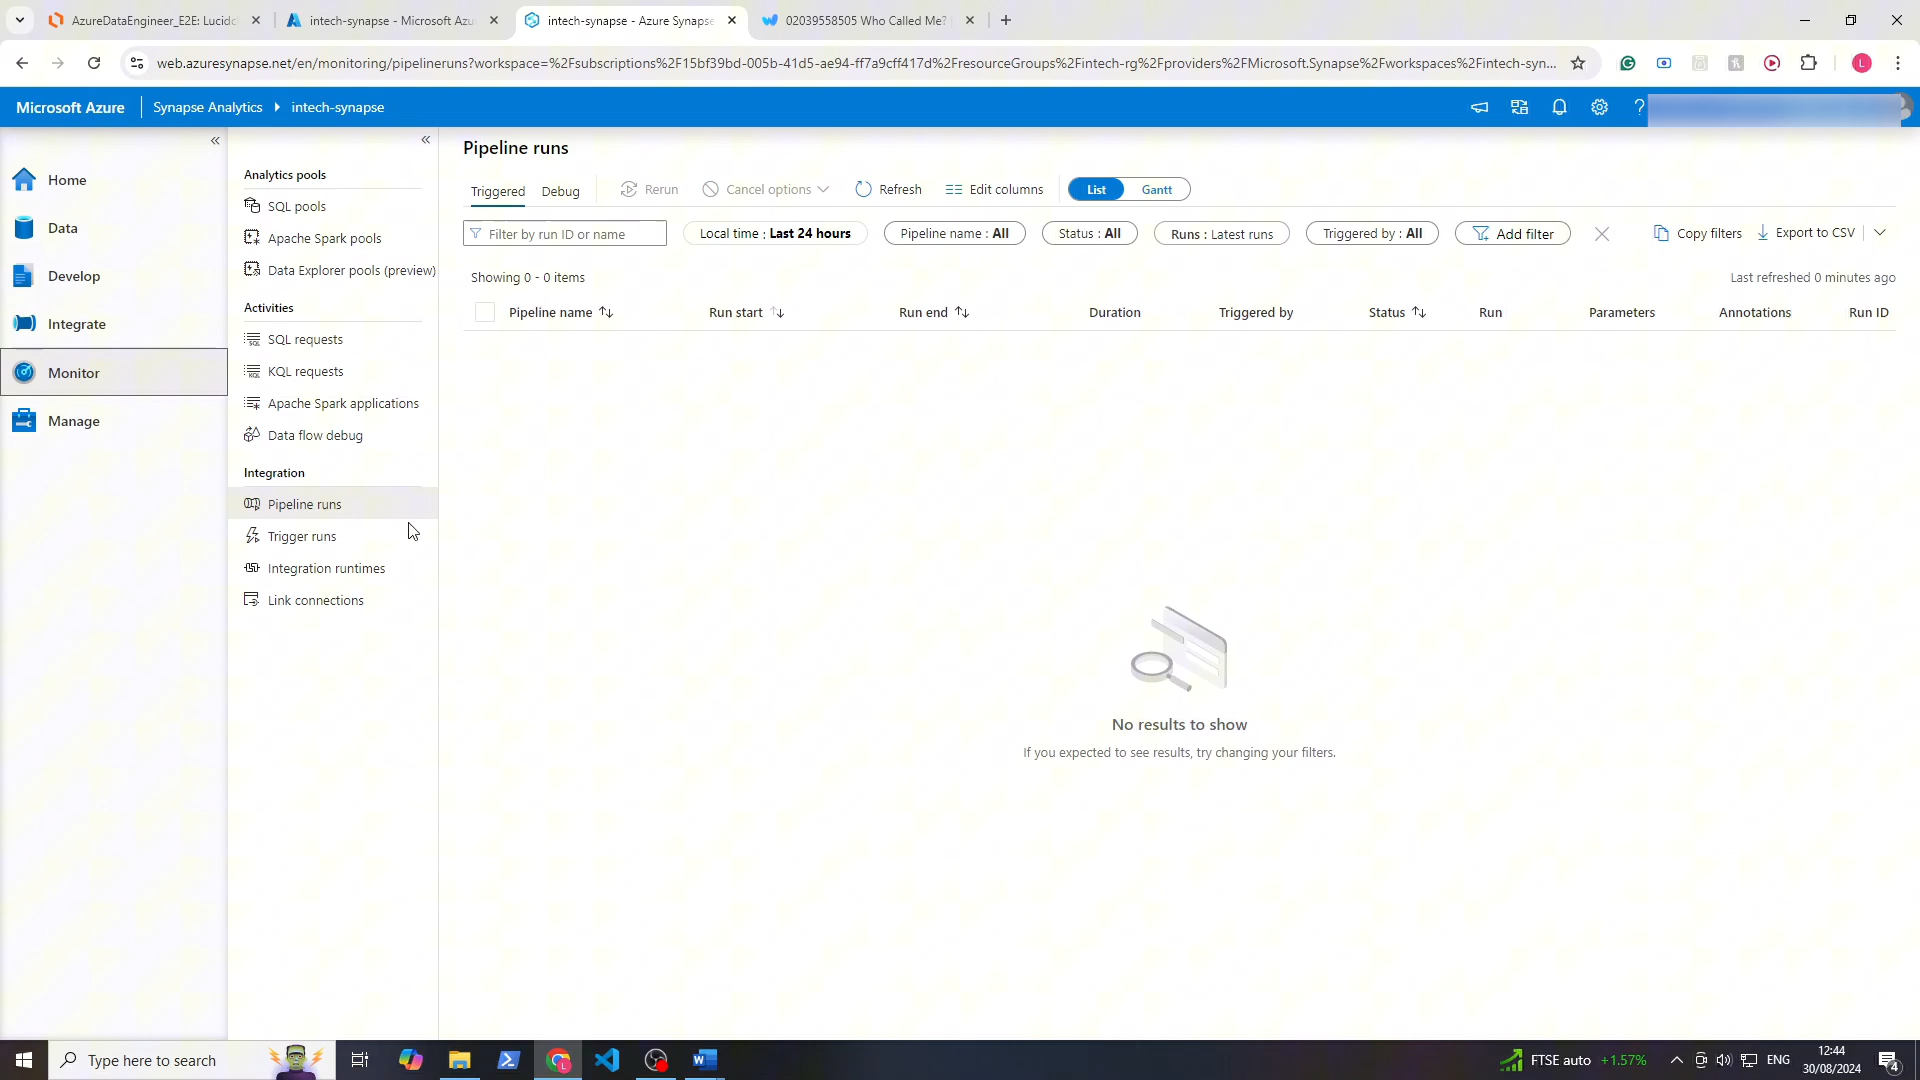 AzureDataEngineer_E2E: Lucidc
intech-synapse - Microsoft Azu
intech-synapse - Azure Synapse
02039558505 Who Called Me?
web.azuresynapse.net/en/monitoring/pipelineruns?workspace=%2Fsubscriptions%2F15bf39bd-005b-41d5-ae94-ff7a9cff417d%2FresourceGroups%2Fintech-rg%2Fproviders%2FMicrosoft.Synapse%2Fworkspaces%2Fintech-syn...
L
Microsoft Azure
Synapse Analytics
intech-synapse
?
Home
Data
Develop
Integrate
Monitor
Manage
Analytics pools
SQL pools
Apache Spark pools
Data Explorer pools (preview)
Activities
SQL requests
KQL requests
Apache Spark applications
Data flow debug
Integration
Pipeline runs
Trigger runs
Integration runtimes
Link connections
Pipeline runs
Triggered Debug Rerun Cancel options Refresh Edit columns List Gantt
Filter by run ID or name Local time : Last 24 hours Pipeline name : All Status : All Runs : Latest runs Triggered by : All Add filter Copy filters Export to CSV
Showing 0 - 0 items Last refreshed 0 minutes ago
Pipeline name Run start Run end Duration Triggered by Status Run Parameters Annotations Run ID
No results to show
If you expected to see results, try changing your filters.
Type here to search
FTSE auto +1.57%
ENG
12:44
30/08/2024
4